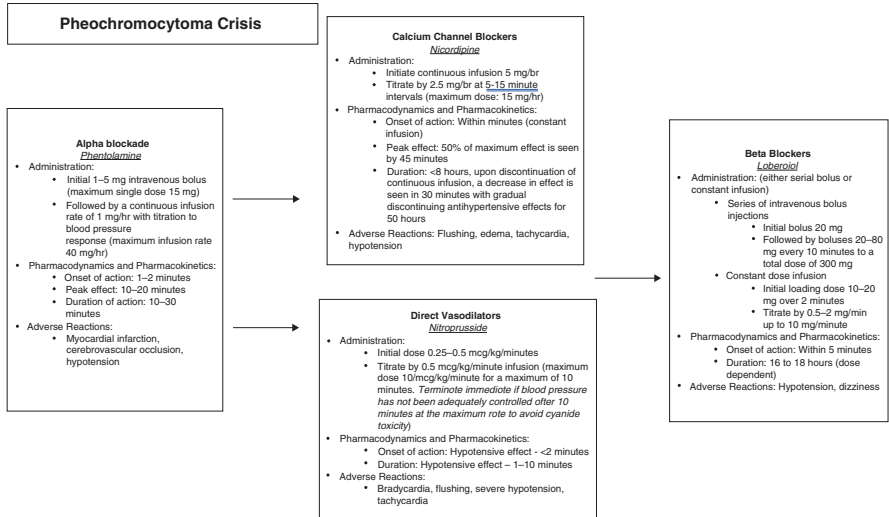 Pheochromocytoma Crisis
Alpha blockade
Phentolamine
• Administration:
• Initial 1–5 mg intravenous bolus
(maximum single dose 15 mg)
• Followed by a continuous infusion
rate of 1 mg/hr with titration to
blood pressure
response (maximum infusion rate
40 mg/hr)
• Pharmacodynamics and Pharmacokinetics:
• Onset of action: 1–2 minutes
• Peak effect: 10–20 minutes
• Duration of action: 10–30
minutes
• Adverse Reactions:
• Myocardial infarction,
cerebrovascular occlusion,
hypotension
Calcium Channel Blockers
Nicordipine
• Administration:
• Initiate continuous infusion 5 mg/br
• Titrate by 2.5 mg/br at 5-15 minute
intervals (maximum dose: 15 mg/hr)
• Pharmacodynamics and Pharmacokinetics:
• Onset of action: Within minutes (constant
infusion)
• Peak effect: 50% of maximum effect is seen
by 45 minutes
• Duration: <8 hours, upon discontinuation of
continuous infusion, a decrease in effect is
seen in 30 minutes with gradual
discontinuing antihypertensive effects for
50 hours
• Adverse Reactions: Flushing, edema, tachycardia,
hypotension
Direct Vasodilators
Nitroprusside
• Administration:
• Initial dose 0.25–0.5 mcg/kg/minutes
• Titrate by 0.5 mcg/kg/minute infusion (maximum
dose 10/mcg/kg/minute for a maximum of 10
minutes. Terminote immediote if blood pressure
has not been adequately controlled ofter 10
minutes at the maximum rote to avoid cyanide
toxicity)
• Pharmacodynamics and Pharmacokinetics:
• Onset of action: Hypotensive effect - <2 minutes
• Duration: Hypotensive effect – 1–10 minutes
• Adverse Reactions:
• Bradycardia, flushing, severe hypotension,
tachycardia
Beta Blockers
Loberoiol
• Administration: (either serial bolus or
constant infusion)
• Series of intravenous bolus
injections
• Initial bolus 20 mg
• Followed by boluses 20–80
mg every 10 minutes to a
total dose of 300 mg
• Constant dose infusion
• Initial loading dose 10–20
mg over 2 minutes
• Titrate by 0.5–2 mg/min
up to 10 mg/minute
• Pharmacodynamics and Pharmacokinetics:
• Onset of action: Within 5 minutes
• Duration: 16 to 18 hours (dose
dependent)
• Adverse Reactions: Hypotension, dizziness